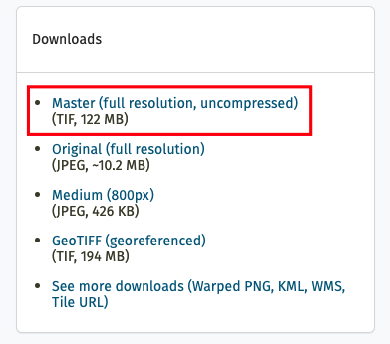 Downloads
Master (full resolution, uncompressed)
(TIF, 122 MB)
Original (full resolution)
(JPEG, ~10.2 MB)
Medium (800px)
(JPEG, 426 KB)
GeoTIFF (georeferenced)
(TIF, 194 MB)
See more downloads (Warped PNG, KML, WMS,
Tile URL)